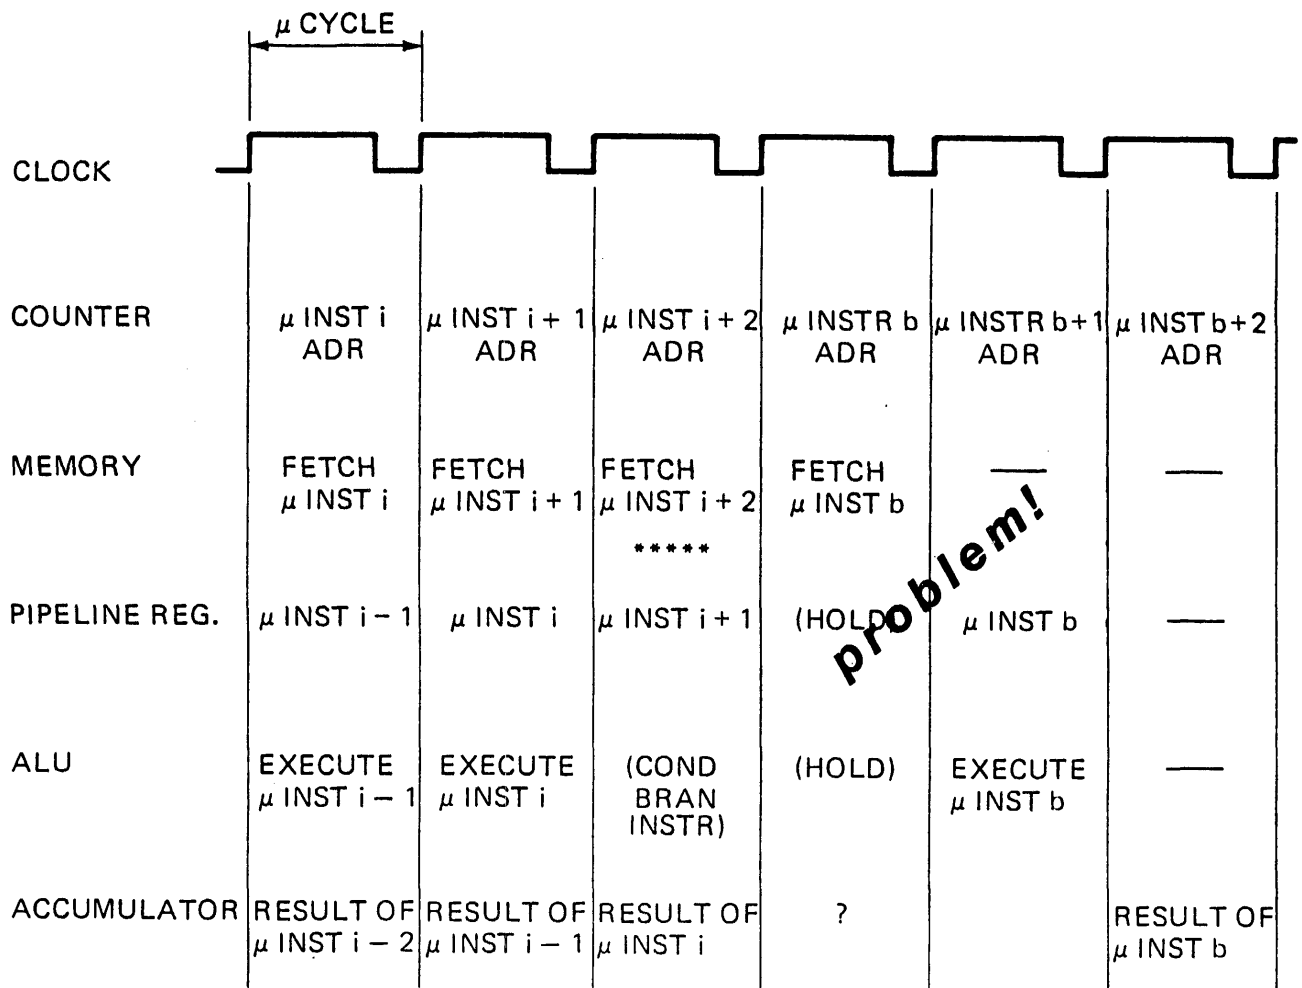 μ CYCLE
CLOCK
COUNTER
μ INST i
ADR
μ INST i + 1
ADR
μ INST i + 2
ADR
μ INSTR b
ADR
μ INSTR b+1
ADR
μ INST b+2
ADR
MEMORY
FETCH
μ INST i
FETCH
μ INST i + 1
FETCH
μ INST i + 2
*****
FETCH
μ INST b
—
—
problem!
PIPELINE REG.
μ INST i – 1
μ INST i
μ INST i + 1
(HOLD)
μ INST b
—
ALU
EXECUTE
μ INST i – 1
EXECUTE
μ INST i
(COND
BRAN
INSTR)
(HOLD)
EXECUTE
μ INST b
—
ACCUMULATOR
RESULT OF
μ INST i – 2
RESULT OF
μ INST i – 1
RESULT OF
μ INST i
?
RESULT OF
μ INST b